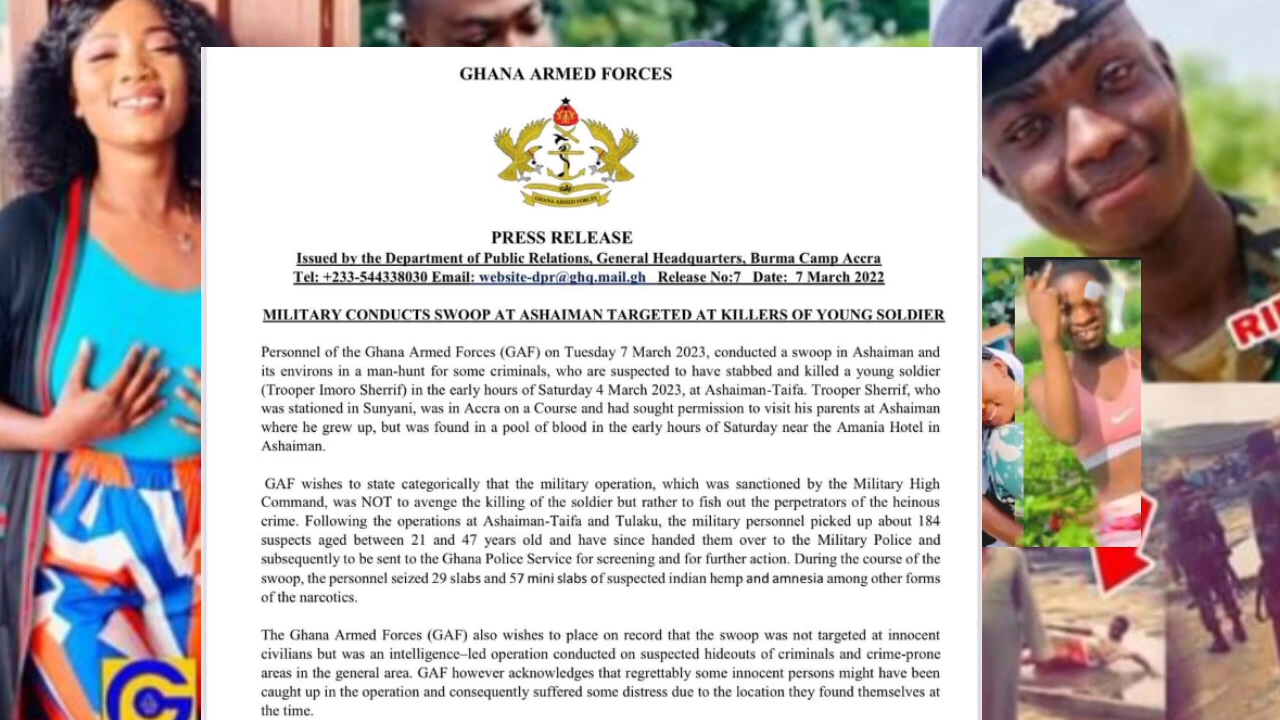 GHANA ARMED FORCES
GAF
GHANA ARMED FORCES
PRESS RELEASE
Issued by the Department of Public Relations, General Headquarters, Burma Camp Accra
Tel: +233-544338030 Email: website-dpr@ghq.mail.gh Release No:7 Date: 7 March 2022
MILITARY CONDUCTS SWOOP AT ASHAIMAN TARGETED AT KILLERS OF YOUNG SOLDIER
Personnel of the Ghana Armed Forces (GAF) on Tuesday 7 March 2023, conducted a swoop in Ashaiman and
its environs in a man-hunt for some criminals, who are suspected to have stabbed and killed a young soldier
(Trooper Imoro Sherrif) in the early hours of Saturday 4 March 2023, at Ashaiman-Taifa. Trooper Sherrif, who
was stationed in Sunyani, was in Accra on a Course and had sought permission to visit his parents at Ashaiman
where he grew up, but was found in a pool of blood in the early hours of Saturday near the Amania Hotel in
Ashaiman.
GAF wishes to state categorically that the military operation, which was sanctioned by the Military High
Command, was NOT to avenge the killing of the soldier but rather to fish out the perpetrators of the heinous
crime. Following the operations at Ashaiman-Taifa and Tulaku, the military personnel picked up about 184
suspects aged between 21 and 47 years old and have since handed them over to the Military Police and
subsequently to be sent to the Ghana Police Service for screening and for further action. During the course of the
swoop, the personnel seized 29 slabs and 57 mini slabs of suspected indian hemp and amnesia among other forms
of the narcotics.
The Ghana Armed Forces (GAF) also wishes to place on record that the swoop was not targeted at innocent
civilians but was an intelligence–led operation conducted on suspected hideouts of criminals and crime-prone
areas in the general area. GAF however acknowledges that regrettably some innocent persons might have been
caught up in the operation and consequently suffered some distress due to the location they found themselves at
the time.
RI